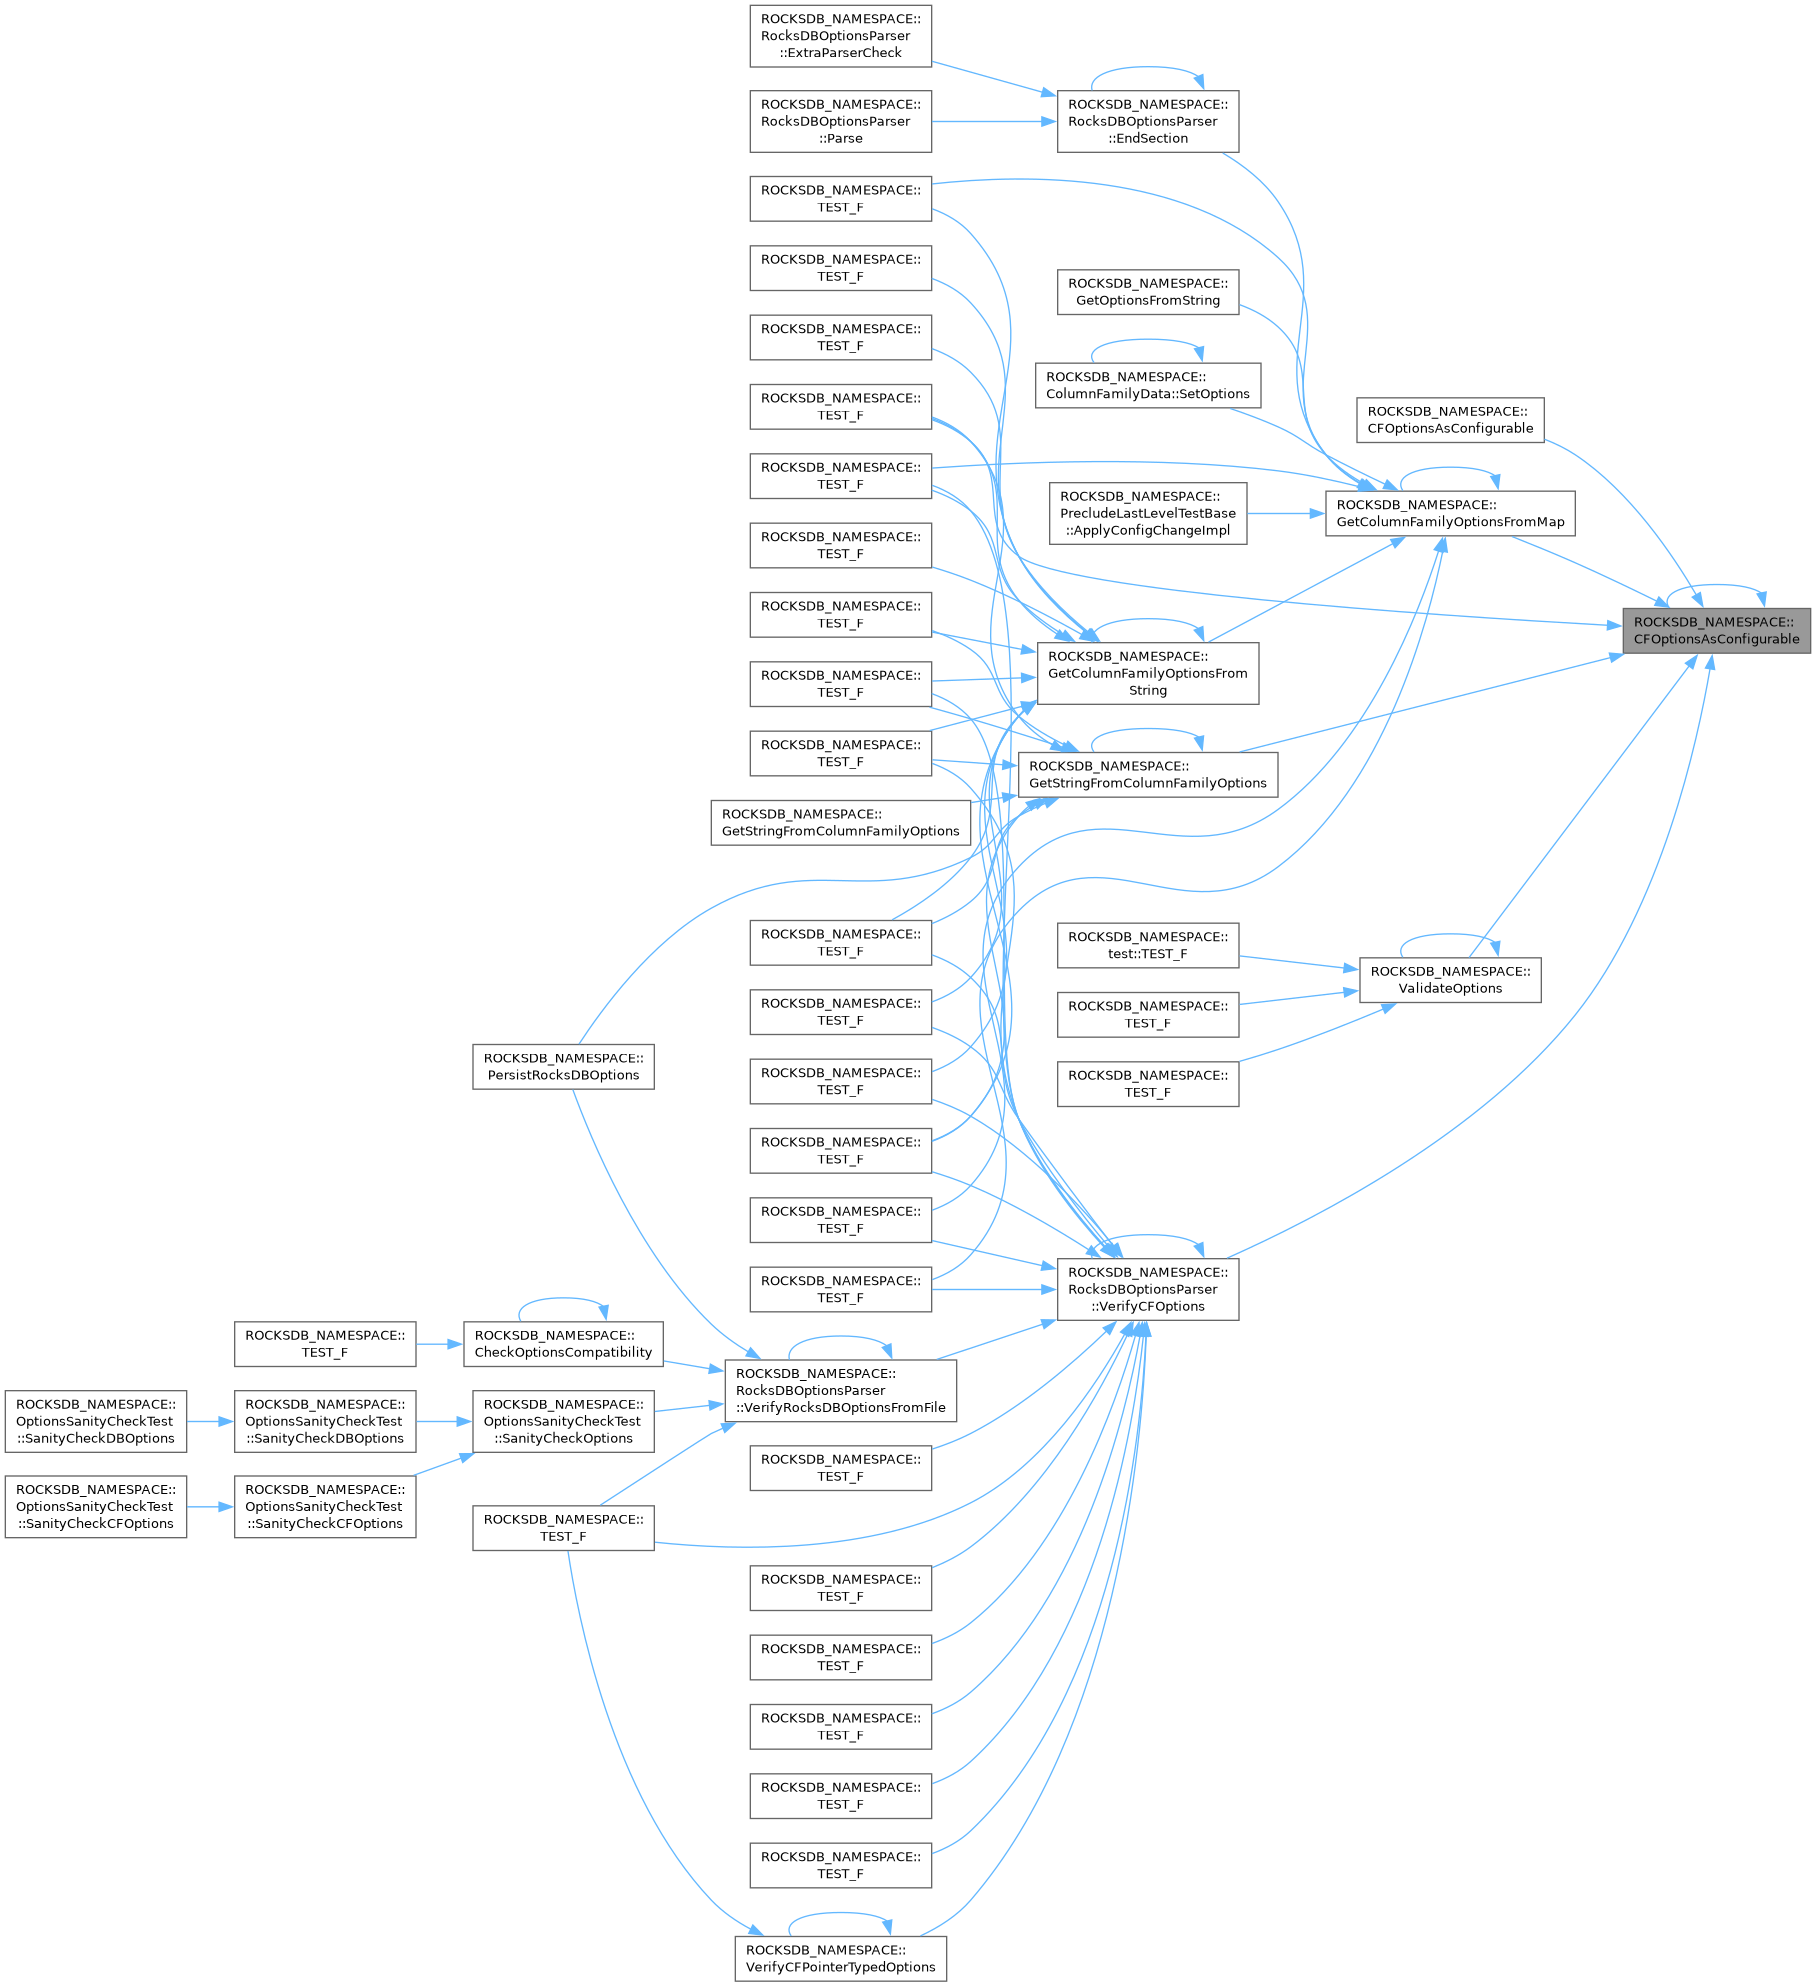 ROCKSDB_NAMESPACE::
RocksDBOptionsParser
::ExtraParserCheck
ROCKSDB_NAMESPACE::
RocksDBOptionsParser
::Parse
ROCKSDB_NAMESPACE::
RocksDBOptionsParser
::EndSection
ROCKSDB_NAMESPACE::
TEST_F
ROCKSDB_NAMESPACE::
TEST_F
ROCKSDB_NAMESPACE::
GetOptionsFromString
ROCKSDB_NAMESPACE::
TEST_F
ROCKSDB_NAMESPACE::
ColumnFamilyData::SetOptions
ROCKSDB_NAMESPACE::
TEST_F
ROCKSDB_NAMESPACE::
CFOptionsAsConfigurable
ROCKSDB_NAMESPACE::
TEST_F
ROCKSDB_NAMESPACE::
PrecludeLastLevelTestBase
::ApplyConfigChangeImpl
ROCKSDB_NAMESPACE::
GetColumnFamilyOptionsFromMap
ROCKSDB_NAMESPACE::
TEST_F
ROCKSDB_NAMESPACE::
TEST_F
ROCKSDB_NAMESPACE::
CFOptionsAsConfigurable
ROCKSDB_NAMESPACE::
GetColumnFamilyOptionsFrom
String
ROCKSDB_NAMESPACE::
TEST_F
ROCKSDB_NAMESPACE::
TEST_F
ROCKSDB_NAMESPACE::
GetStringFromColumnFamilyOptions
ROCKSDB_NAMESPACE::
GetStringFromColumnFamilyOptions
ROCKSDB_NAMESPACE::
TEST_F
ROCKSDB_NAMESPACE::
test::TEST_F
ROCKSDB_NAMESPACE::
ValidateOptions
ROCKSDB_NAMESPACE::
TEST_F
ROCKSDB_NAMESPACE::
TEST_F
ROCKSDB_NAMESPACE::
PersistRocksDBOptions
ROCKSDB_NAMESPACE::
TEST_F
ROCKSDB_NAMESPACE::
TEST_F
ROCKSDB_NAMESPACE::
TEST_F
ROCKSDB_NAMESPACE::
TEST_F
ROCKSDB_NAMESPACE::
TEST_F
ROCKSDB_NAMESPACE::
RocksDBOptionsParser
::VerifyCFOptions
ROCKSDB_NAMESPACE::
TEST_F
ROCKSDB_NAMESPACE::
CheckOptionsCompatibility
ROCKSDB_NAMESPACE::
RocksDBOptionsParser
::VerifyRocksDBOptionsFromFile
ROCKSDB_NAMESPACE::
OptionsSanityCheckTest
::SanityCheckDBOptions
ROCKSDB_NAMESPACE::
OptionsSanityCheckTest
::SanityCheckDBOptions
ROCKSDB_NAMESPACE::
OptionsSanityCheckTest
::SanityCheckOptions
ROCKSDB_NAMESPACE::
TEST_F
ROCKSDB_NAMESPACE::
OptionsSanityCheckTest
::SanityCheckCFOptions
ROCKSDB_NAMESPACE::
OptionsSanityCheckTest
::SanityCheckCFOptions
ROCKSDB_NAMESPACE::
TEST_F
ROCKSDB_NAMESPACE::
TEST_F
ROCKSDB_NAMESPACE::
TEST_F
ROCKSDB_NAMESPACE::
TEST_F
ROCKSDB_NAMESPACE::
TEST_F
ROCKSDB_NAMESPACE::
TEST_F
ROCKSDB_NAMESPACE::
VerifyCFPointerTypedOptions